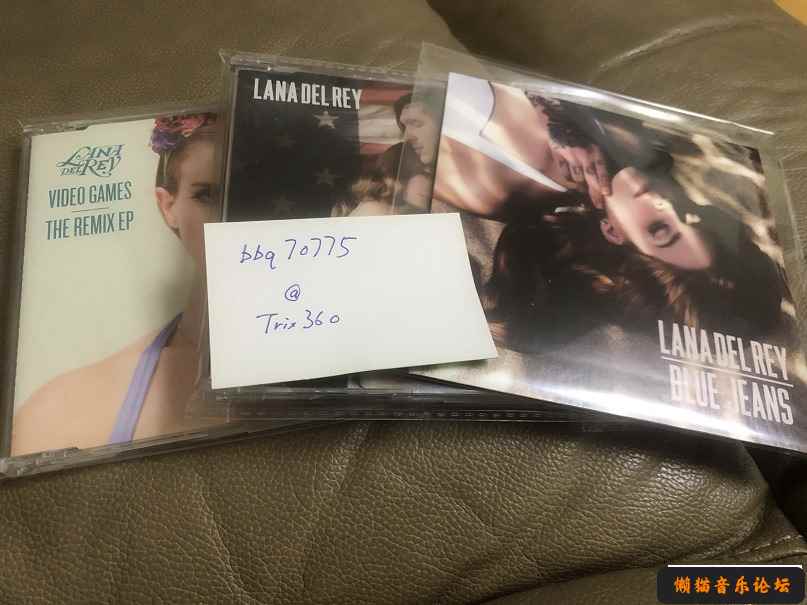 LANA
DEL REY
VIDEO GAMES
THE REMIX EP
LANA DEL REY
bbq70775
@
Trix360
LANA DEL REY
BLUE JEANS
懒猫音乐论坛